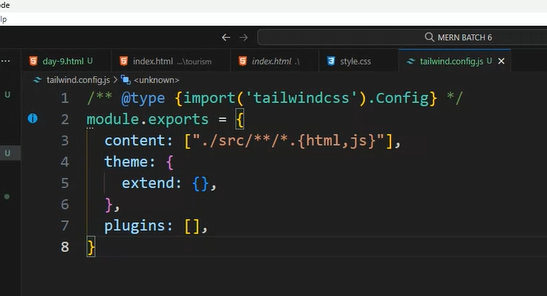 ode
lp
MERN BATCH 6
day-9.html U
index.html ...\tourism
index.html .\
style.css
tailwind.config.js U
tailwind.config.js > <unknown>
1 /** @type {import('tailwindcss').Config} */
2 module.exports = {
3 content: ["./src/**/*.{html,js}"],
4 theme: {
5 extend: {},
6 },
7 plugins: [],
8 }
U
U